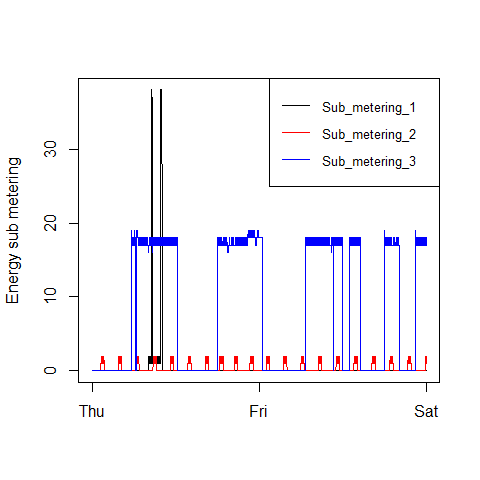 Sub_metering_1
Sub_metering_2
Sub_metering_3
Energy sub metering
30
20
10
0
Thu
Fri
Sat